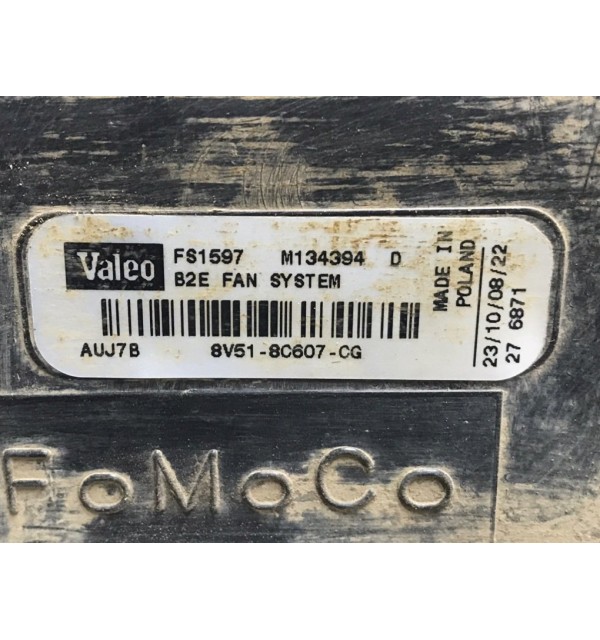 Valeo
FS1597 M134394 D
B2E FAN SYSTEM
AUJ7B 8V51-8C607-CG
MADE IN
POLAND
23/10/08/22
27 6871
FoMoCo